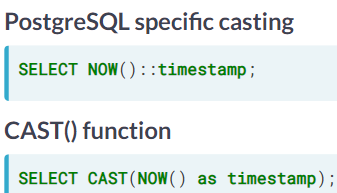 PostgreSQL specific casting
SELECT NOW()::timestamp;
CAST() function
SELECT CAST(NOW() as timestamp);